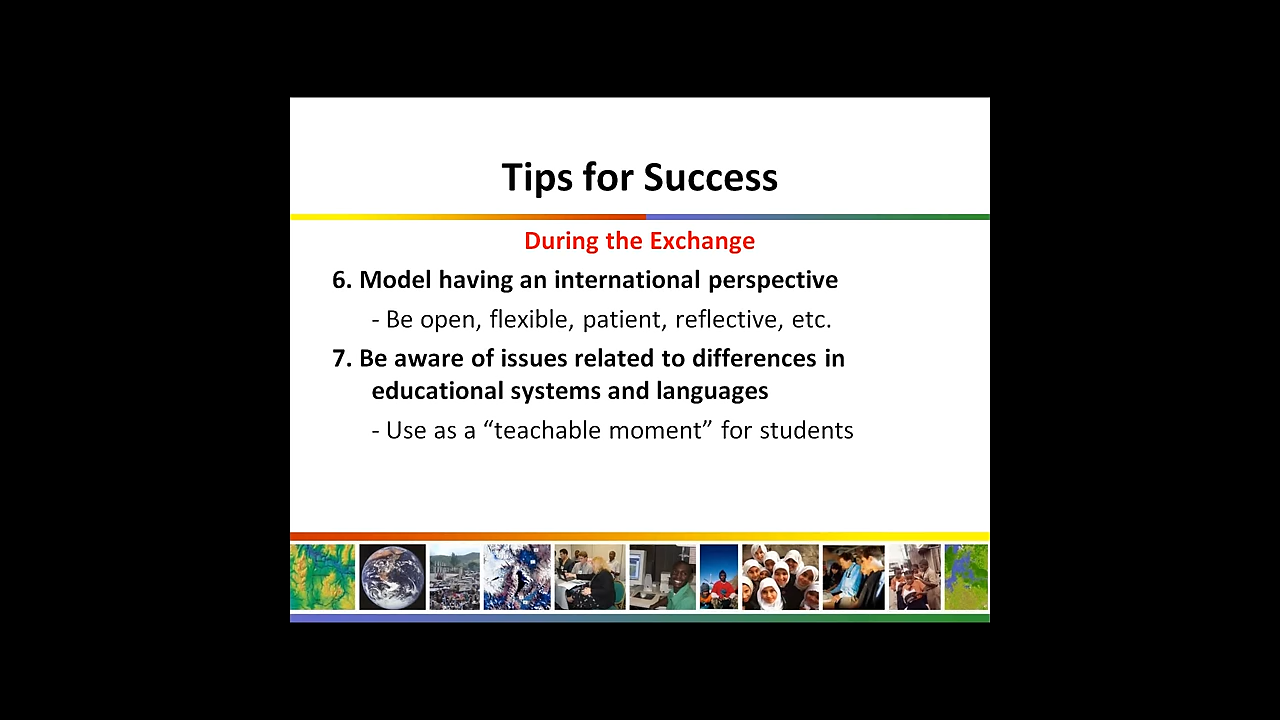 Tips for Success
During the Exchange
6. Model having an international perspective
- Be open, flexible, patient, reflective, etc.
7. Be aware of issues related to differences in
educational systems and languages
- Use as a “teachable moment” for students